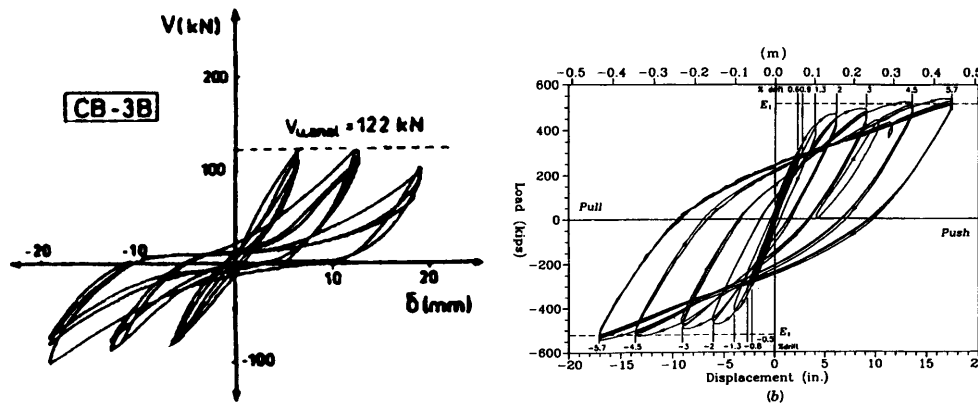 V(kN)
200
CB-3B
Vu,anal = 122 kN
100
-20
-10
10
20
δ(mm)
-100
(m)
-0.5 -0.4 -0.3 -0.2 -0.1 0.0 0.1 0.2 0.3 0.4 0.5
% drift 0.6 0.8 1.3 2 3 4.5 5.7
600
E₁
400
200
Pull
0
Push
Load (kips)
-200
-400
-600
E₁
-0.5
-5.7 -4.5 -3 -2 -1.3 -0.8 %drift
-20 -15 -10 -5 0 5 10 15 20
Displacement (in.)
(b)